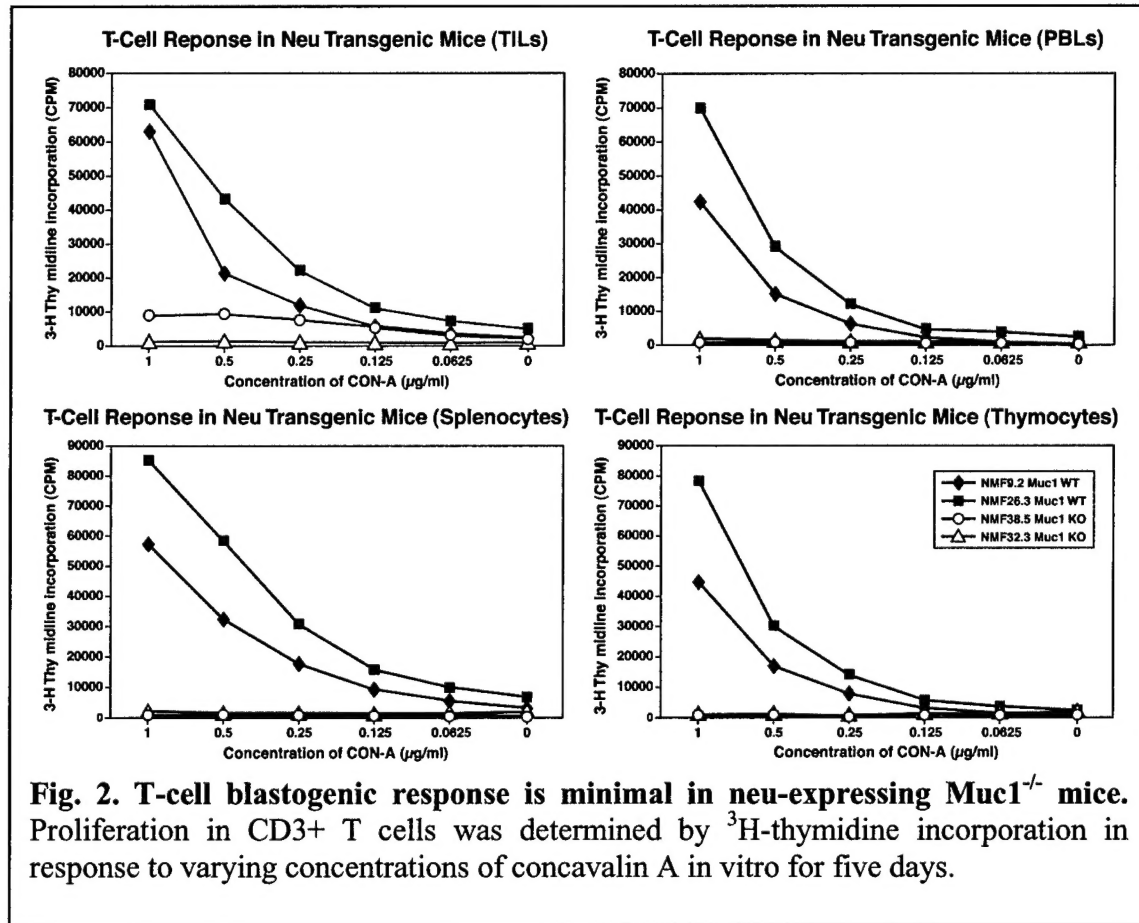 T-Cell Reponse in Neu Transgenic Mice (TILs)
80000
70000
60000
50000
40000
30000
20000
10000
0
3-H Thy midline incorporation (CPM)
1 0.5 0.25 0.125 0.0625 0
Concentration of CON-A (µg/ml)
T-Cell Reponse in Neu Transgenic Mice (PBLs)
80000
70000
60000
50000
40000
30000
20000
10000
0
3-H Thy midline incorporation (CPM)
1 0.5 0.25 0.125 0.0625 0
Concentration of CON-A (µg/ml)
T-Cell Reponse in Neu Transgenic Mice (Splenocytes)
90000
80000
70000
60000
50000
40000
30000
20000
10000
0
3-H Thy midline incorporation (CPM)
1 0.5 0.25 0.125 0.0625 0
Concentration of CON-A (µg/ml)
T-Cell Reponse in Neu Transgenic Mice (Thymocytes)
90000
80000
70000
60000
50000
40000
30000
20000
10000
0
3-H Thy midline incorporation (CPM)
NMF9.2 Muc1 WT
NMF26.3 Muc1 WT
NMF38.5 Muc1 KO
NMF32.3 Muc1 KO
1 0.5 0.25 0.125 0.0625 0
Concentration of CON-A (µg/ml)
Fig. 2. T-cell blastogenic response is minimal in neu-expressing Muc1⁻/⁻ mice.
Proliferation in CD3+ T cells was determined by ³H-thymidine incorporation in
response to varying concentrations of concavalin A in vitro for five days.